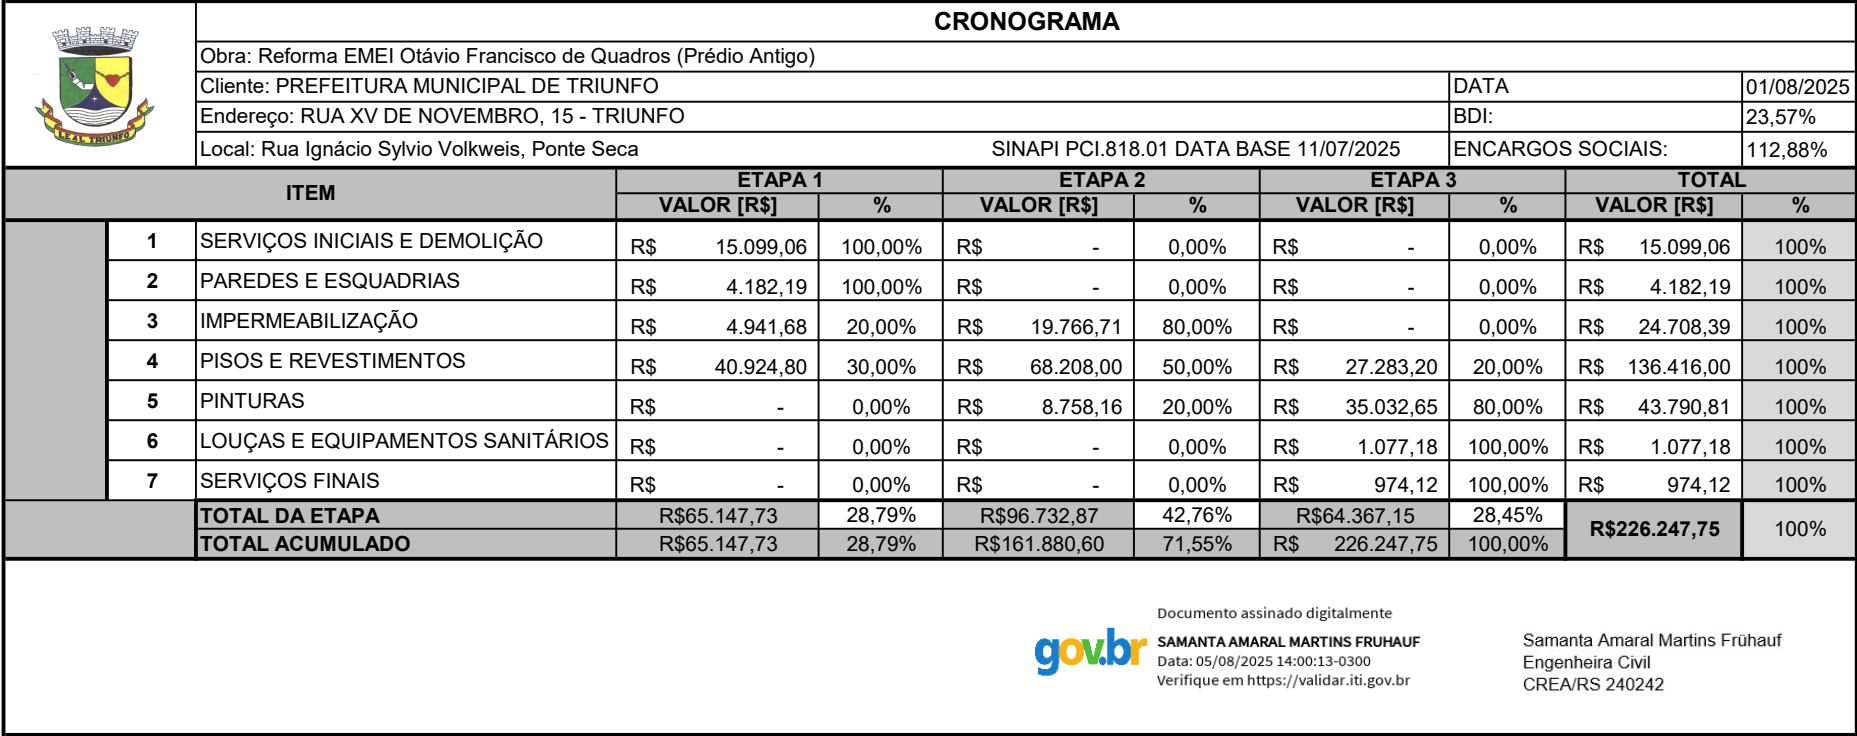 CRONOGRAMA
Obra: Reforma EMEI Otávio Francisco de Quadros (Prédio Antigo)
Cliente: PREFEITURA MUNICIPAL DE TRIUNFO DATA 01/08/2025
Endereço: RUA XV DE NOVEMBRO, 15 - TRIUNFO BDI: 23,57%
Local: Rua Ignácio Sylvio Volkweis, Ponte Seca SINAPI PCI.818.01 DATA BASE 11/07/2025 ENCARGOS SOCIAIS: 112,88%
LEAL TRIUNFO
ITEM ETAPA 1 ETAPA 2 ETAPA 3 TOTAL
VALOR [R$] % VALOR [R$] % VALOR [R$] % VALOR [R$] %
1 SERVIÇOS INICIAIS E DEMOLIÇÃO R$ 15.099,06 100,00% R$ - 0,00% R$ - 0,00% R$ 15.099,06 100%
2 PAREDES E ESQUADRIAS R$ 4.182,19 100,00% R$ - 0,00% R$ - 0,00% R$ 4.182,19 100%
3 IMPERMEABILIZAÇÃO R$ 4.941,68 20,00% R$ 19.766,71 80,00% R$ - 0,00% R$ 24.708,39 100%
4 PISOS E REVESTIMENTOS R$ 40.924,80 30,00% R$ 68.208,00 50,00% R$ 27.283,20 20,00% R$ 136.416,00 100%
5 PINTURAS R$ - 0,00% R$ 8.758,16 20,00% R$ 35.032,65 80,00% R$ 43.790,81 100%
6 LOUÇAS E EQUIPAMENTOS SANITÁRIOS R$ - 0,00% R$ - 0,00% R$ 1.077,18 100,00% R$ 1.077,18 100%
7 SERVIÇOS FINAIS R$ - 0,00% R$ - 0,00% R$ 974,12 100,00% R$ 974,12 100%
TOTAL DA ETAPA R$65.147,73 28,79% R$96.732,87 42,76% R$64.367,15 28,45% R$226.247,75 100%
TOTAL ACUMULADO R$65.147,73 28,79% R$161.880,60 71,55% R$ 226.247,75 100,00%
gov.br
Documento assinado digitalmente
SAMANTA AMARAL MARTINS FRUHAUF
Data: 05/08/2025 14:00:13-0300
Verifique em https://validar.iti.gov.br
Samanta Amaral Martins Frühauf
Engenheira Civil
CREA/RS 240242